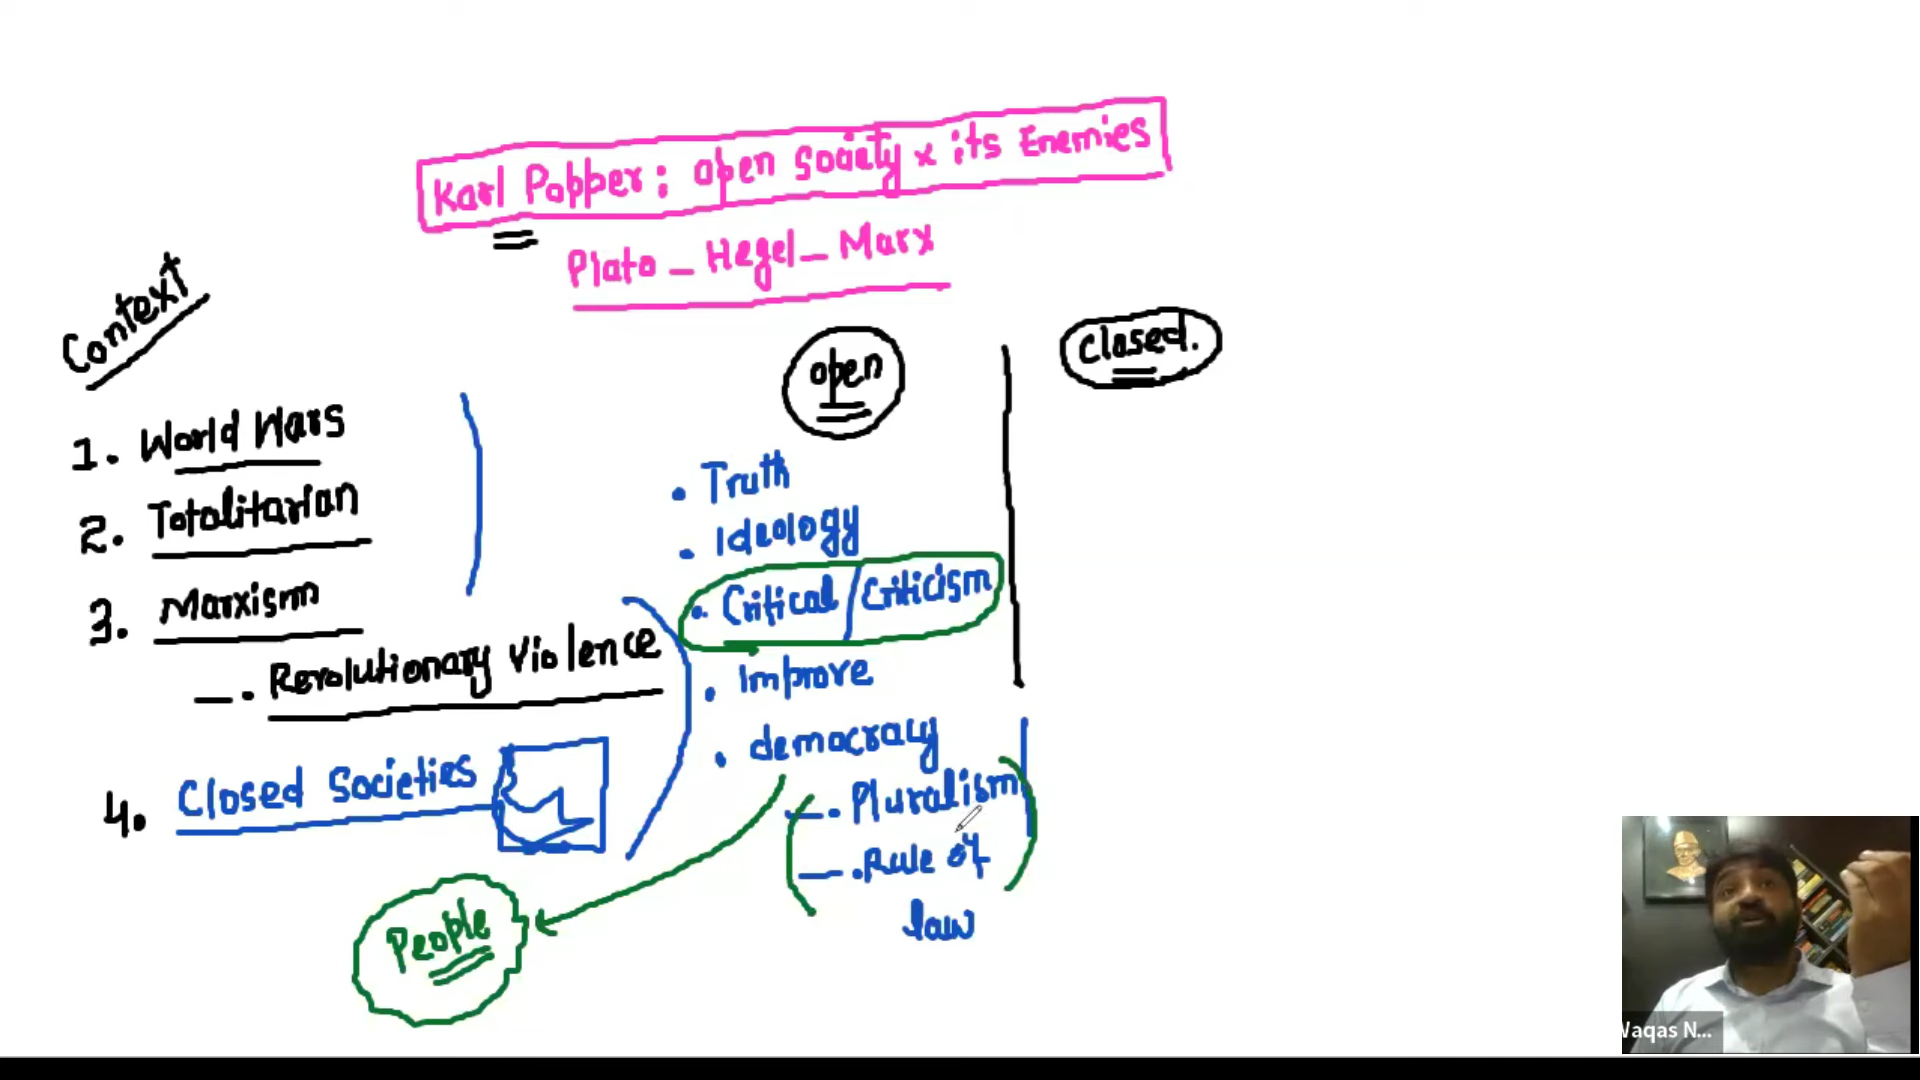 Karl Popper: open society x its Enemies
Plato - Hegel - Marx
Context
1. World Wars
2. Totalitarian
3. Marxism
—. Revolutionary Violence
4. Closed Societies
open
• Truth
• Ideology
• Critical / Criticism
• Improve
• democracy
—. Pluralism
—. Rule of
law
People
Closed.
Waqas N...